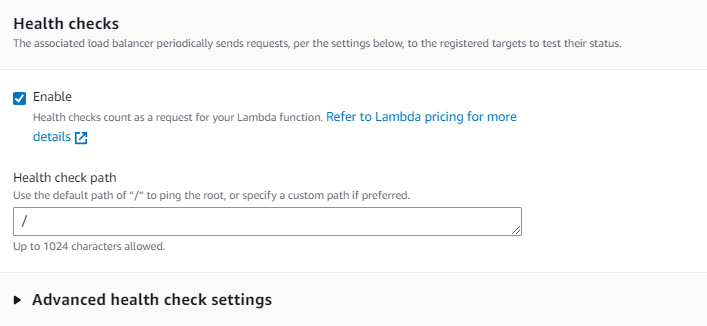 Health checks
The associated load balancer periodically sends requests, per the settings below, to the registered targets to test their status.
Enable
Health checks count as a request for your Lambda function. Refer to Lambda pricing for more
details
Health check path
Use the default path of "/" to ping the root, or specify a custom path if preferred.
/
Up to 1024 characters allowed.
Advanced health check settings